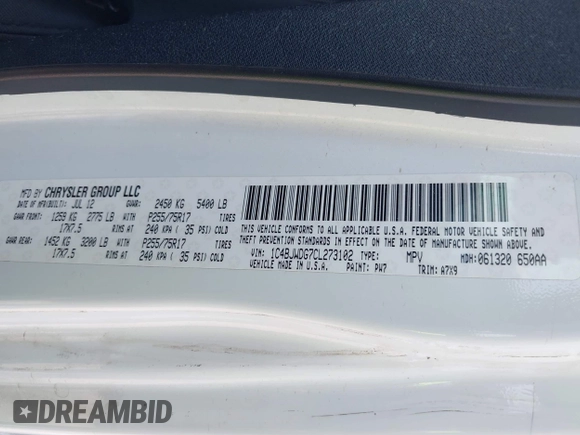 MFD BY CHRYSLER GROUP LLC
DATE OF MFR(BUILT): JUL 12 GVWR: 2450 KG 5400 LB
GAWR FRONT: 1259 KG 2775 LB WITH P255/75R17 TIRES
17X7.5 RIMS AT 240 KPA ( 35 PSI) COLD
GAWR REAR: 1452 KG 3200 LB WITH P255/75R17 TIRES
17X7.5 RIMS AT 240 KPA ( 35 PSI) COLD
THIS VEHICLE CONFORMS TO ALL APPLICABLE U.S.A. FEDERAL MOTOR VEHICLE SAFETY, BUMPER, AND
THEFT PREVENTION STANDARDS IN EFFECT ON THE DATE OF MANUFACTURE SHOWN ABOVE.
VIN: 1C4BJWDG7CL273102 TYPE: MPV MDH: 061320 650AA
VEHICLE MADE IN U.S.A. PAINT: PW7 TRIM: A7X9
DREAMBID